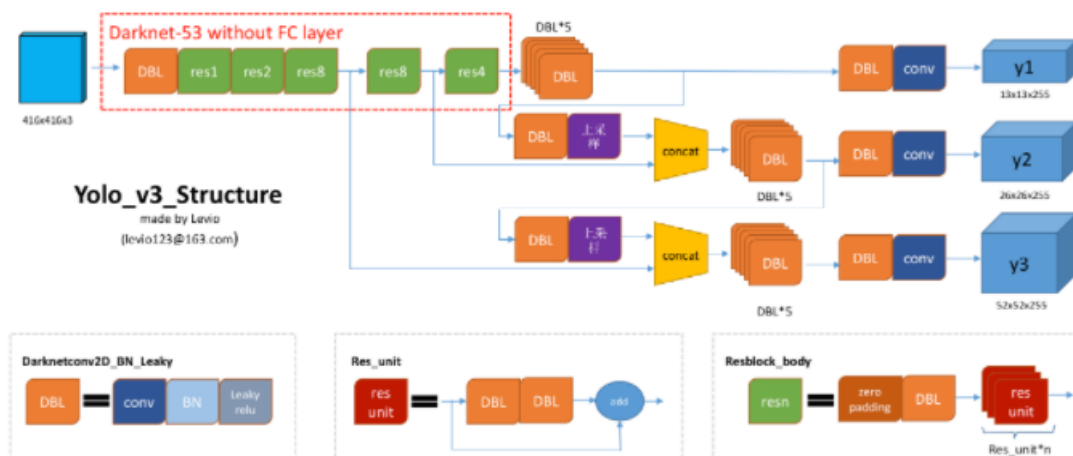 Darknet-53 without FC layer
DBL*5
DBL res1 res2 res8 res8 res4 DBL DBL conv y1
416x416x3
13x13x255
DBL 上采样 concat DBL DBL conv y2
DBL*5
26x26x255
Yolo_v3_Structure
made by Levio
(levio123@163.com)
DBL 上采样 concat DBL DBL conv y3
DBL*5
52x52x255
Darknetconv2D_BN_Leaky
DBL conv BN Leaky relu
Res_unit
res unit DBL DBL add
Resblock_body
resn zero padding DBL res unit
Res_unit*n